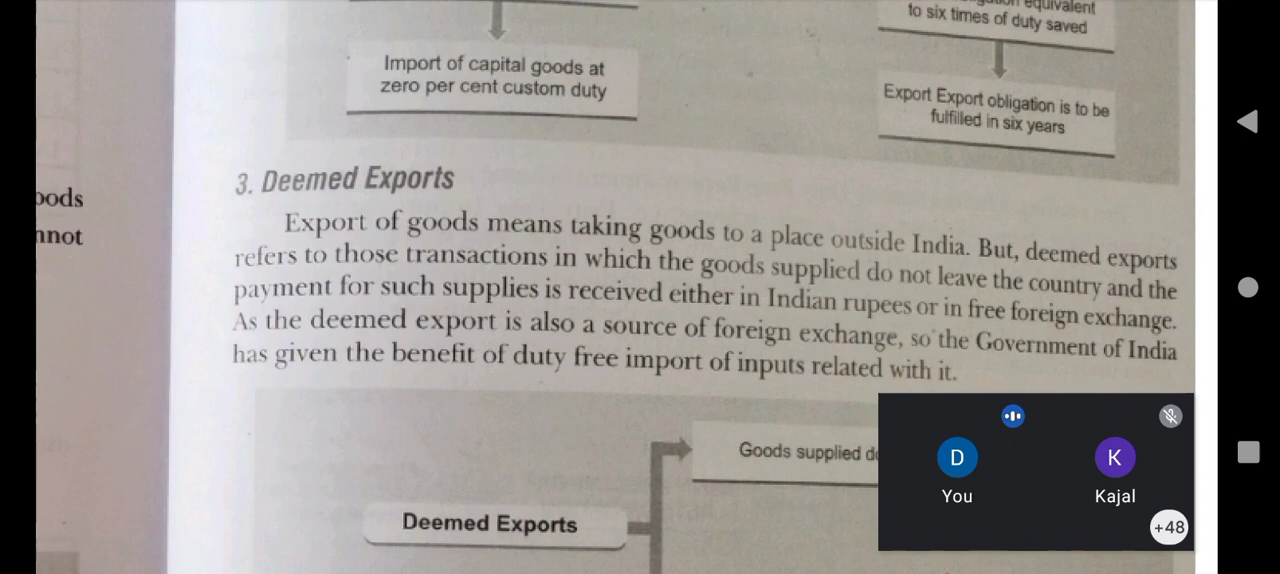 equivalent
to six times of duty saved
Import of capital goods at
zero per cent custom duty
Export Export obligation is to be
fulfilled in six years
nnot
3. Deemed Exports
Export of goods means taking goods to a place outside India. But, deemed exports
refers to those transactions in which the goods supplied do not leave the country and the
payment for such supplies is received either in Indian rupees or in free foreign exchange.
As the deemed export is also a source of foreign exchange, so the Government of India
has given the benefit of duty free import of inputs related with it.
Goods supplied
Deemed Exports
D
You
K
Kajal
+48